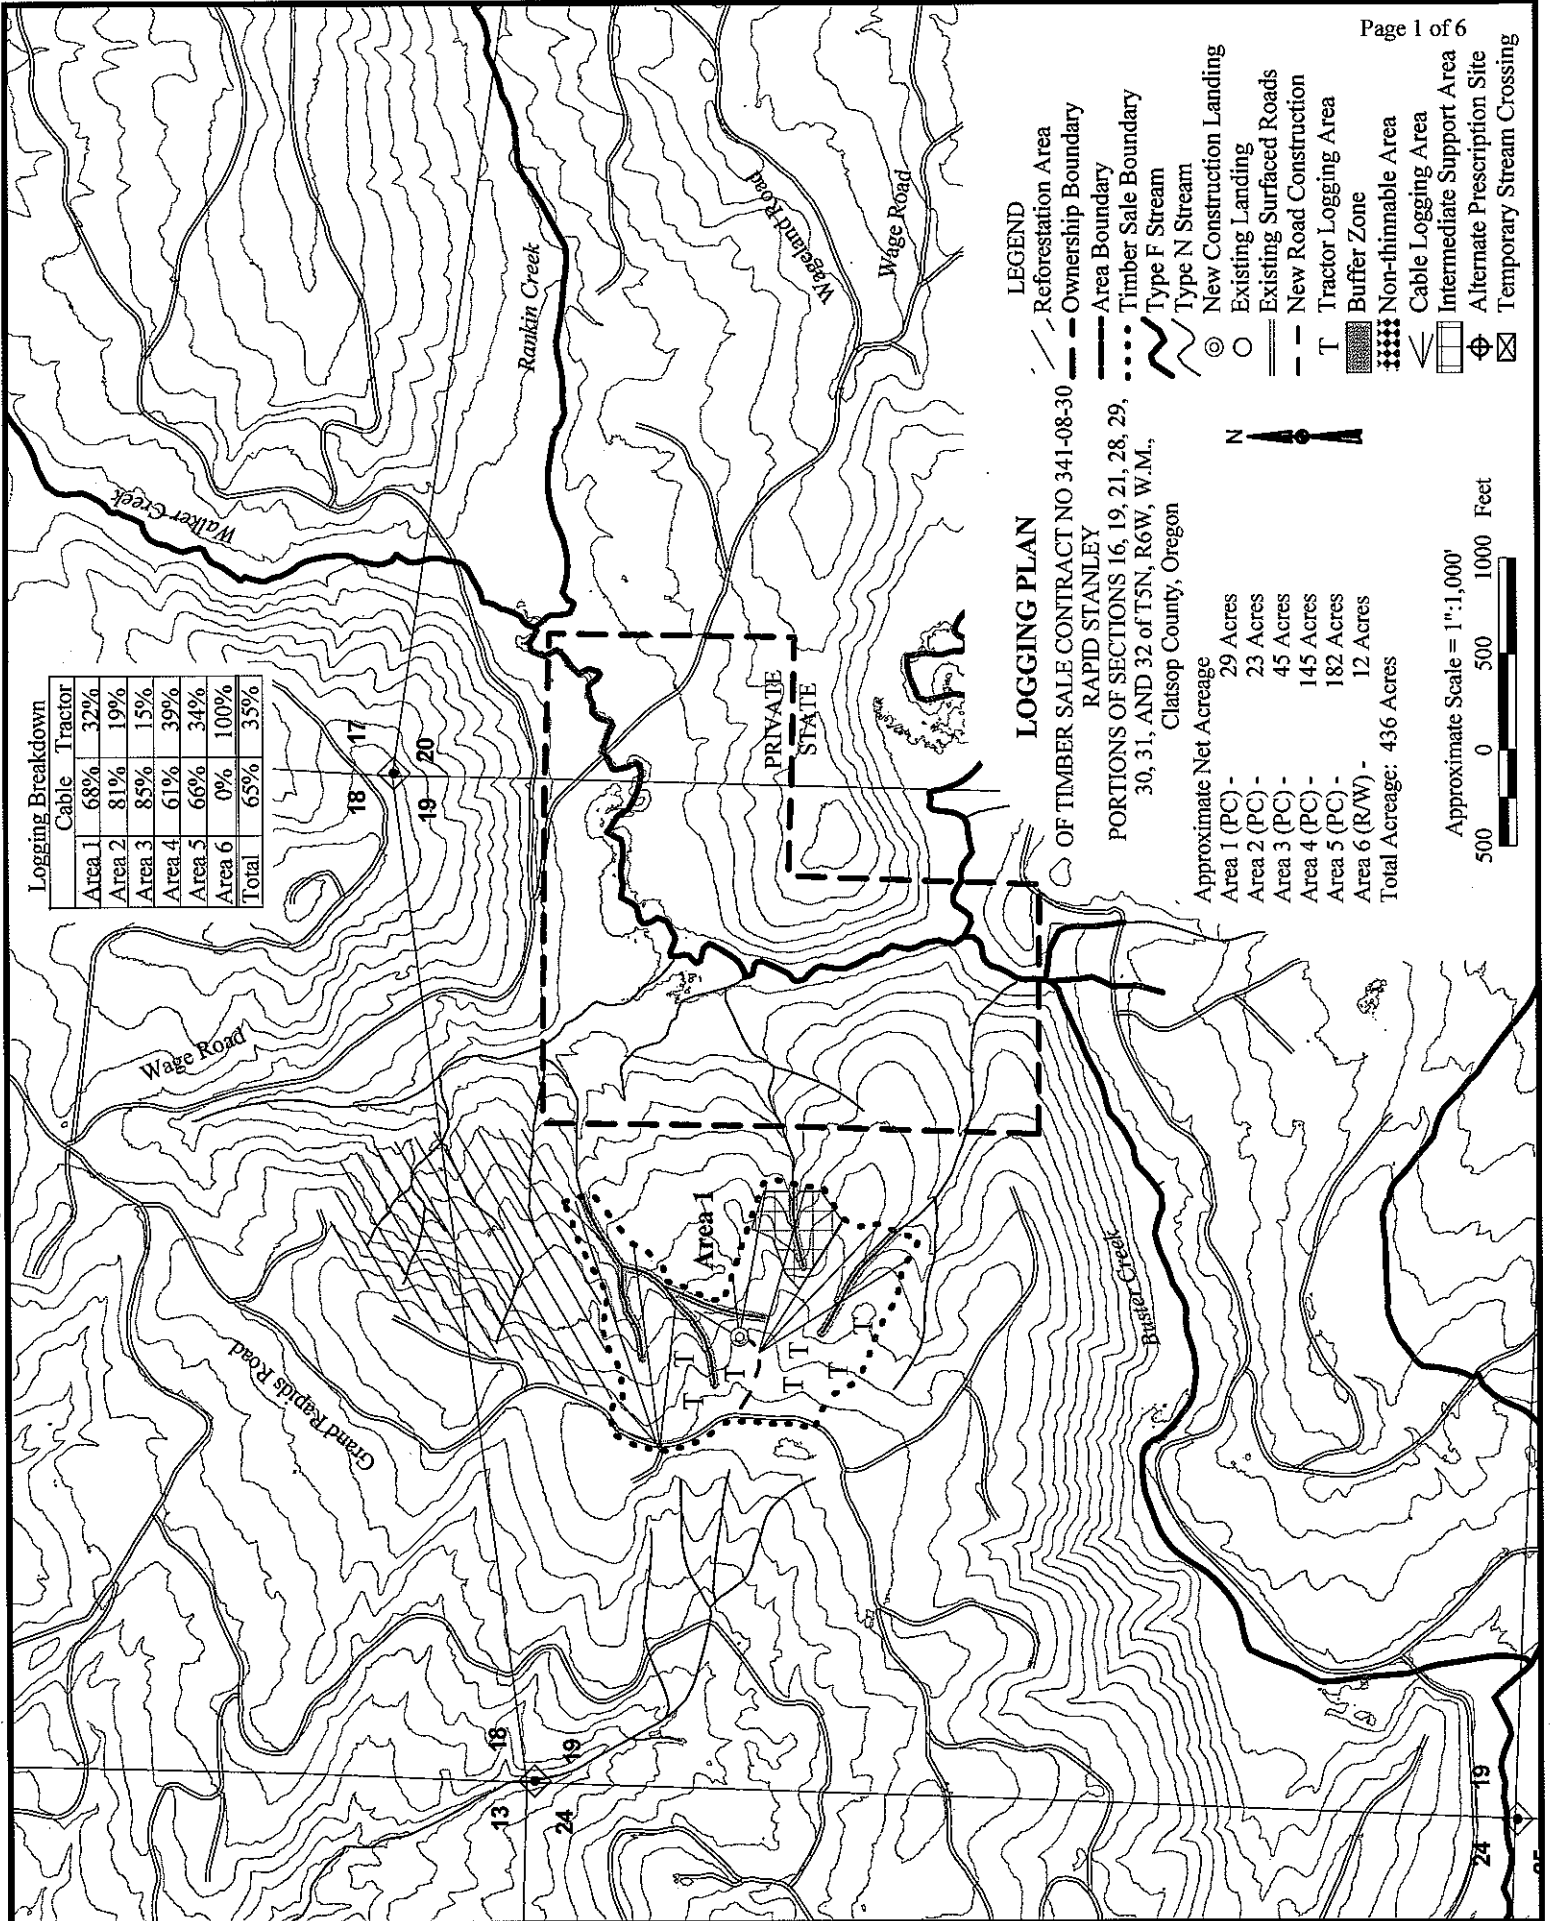 Logging Breakdown
Cable Tractor
Area 1 68% 32%
Area 2 81% 19%
Area 3 85% 15%
Area 4 61% 39%
Area 5 66% 34%
Area 6 0% 100%
Total 65% 35%
Walker Creek
Rankin Creek
Wageland Road
Wage Road
Wage Road
Grand Rapids Road
Buster Creek
Area 1
PRIVATE
STATE
18 17
19 20
13 18
24 19
24 19
T
T
T
T
T
T
T
LOGGING PLAN
OF TIMBER SALE CONTRACT NO 341-08-30
RAPID STANLEY
PORTIONS OF SECTIONS 16, 19, 21, 28, 29,
30, 31, AND 32 of T5N, R6W, W.M.,
Clatsop County, Oregon
Approximate Net Acreage
Area 1 (PC) - 29 Acres
Area 2 (PC) - 23 Acres
Area 3 (PC) - 45 Acres
Area 4 (PC) - 145 Acres
Area 5 (PC) - 182 Acres
Area 6 (R/W) - 12 Acres
Total Acreage: 436 Acres
N
Approximate Scale = 1":1,000'
500 0 500 1000 Feet
LEGEND
Reforestation Area
Ownership Boundary
Area Boundary
Timber Sale Boundary
Type F Stream
Type N Stream
New Construction Landing
Existing Landing
Existing Surfaced Roads
New Road Construction
T Tractor Logging Area
Buffer Zone
Non-thinnable Area
Cable Logging Area
Intermediate Support Area
Alternate Prescription Site
Temporary Stream Crossing
Page 1 of 6